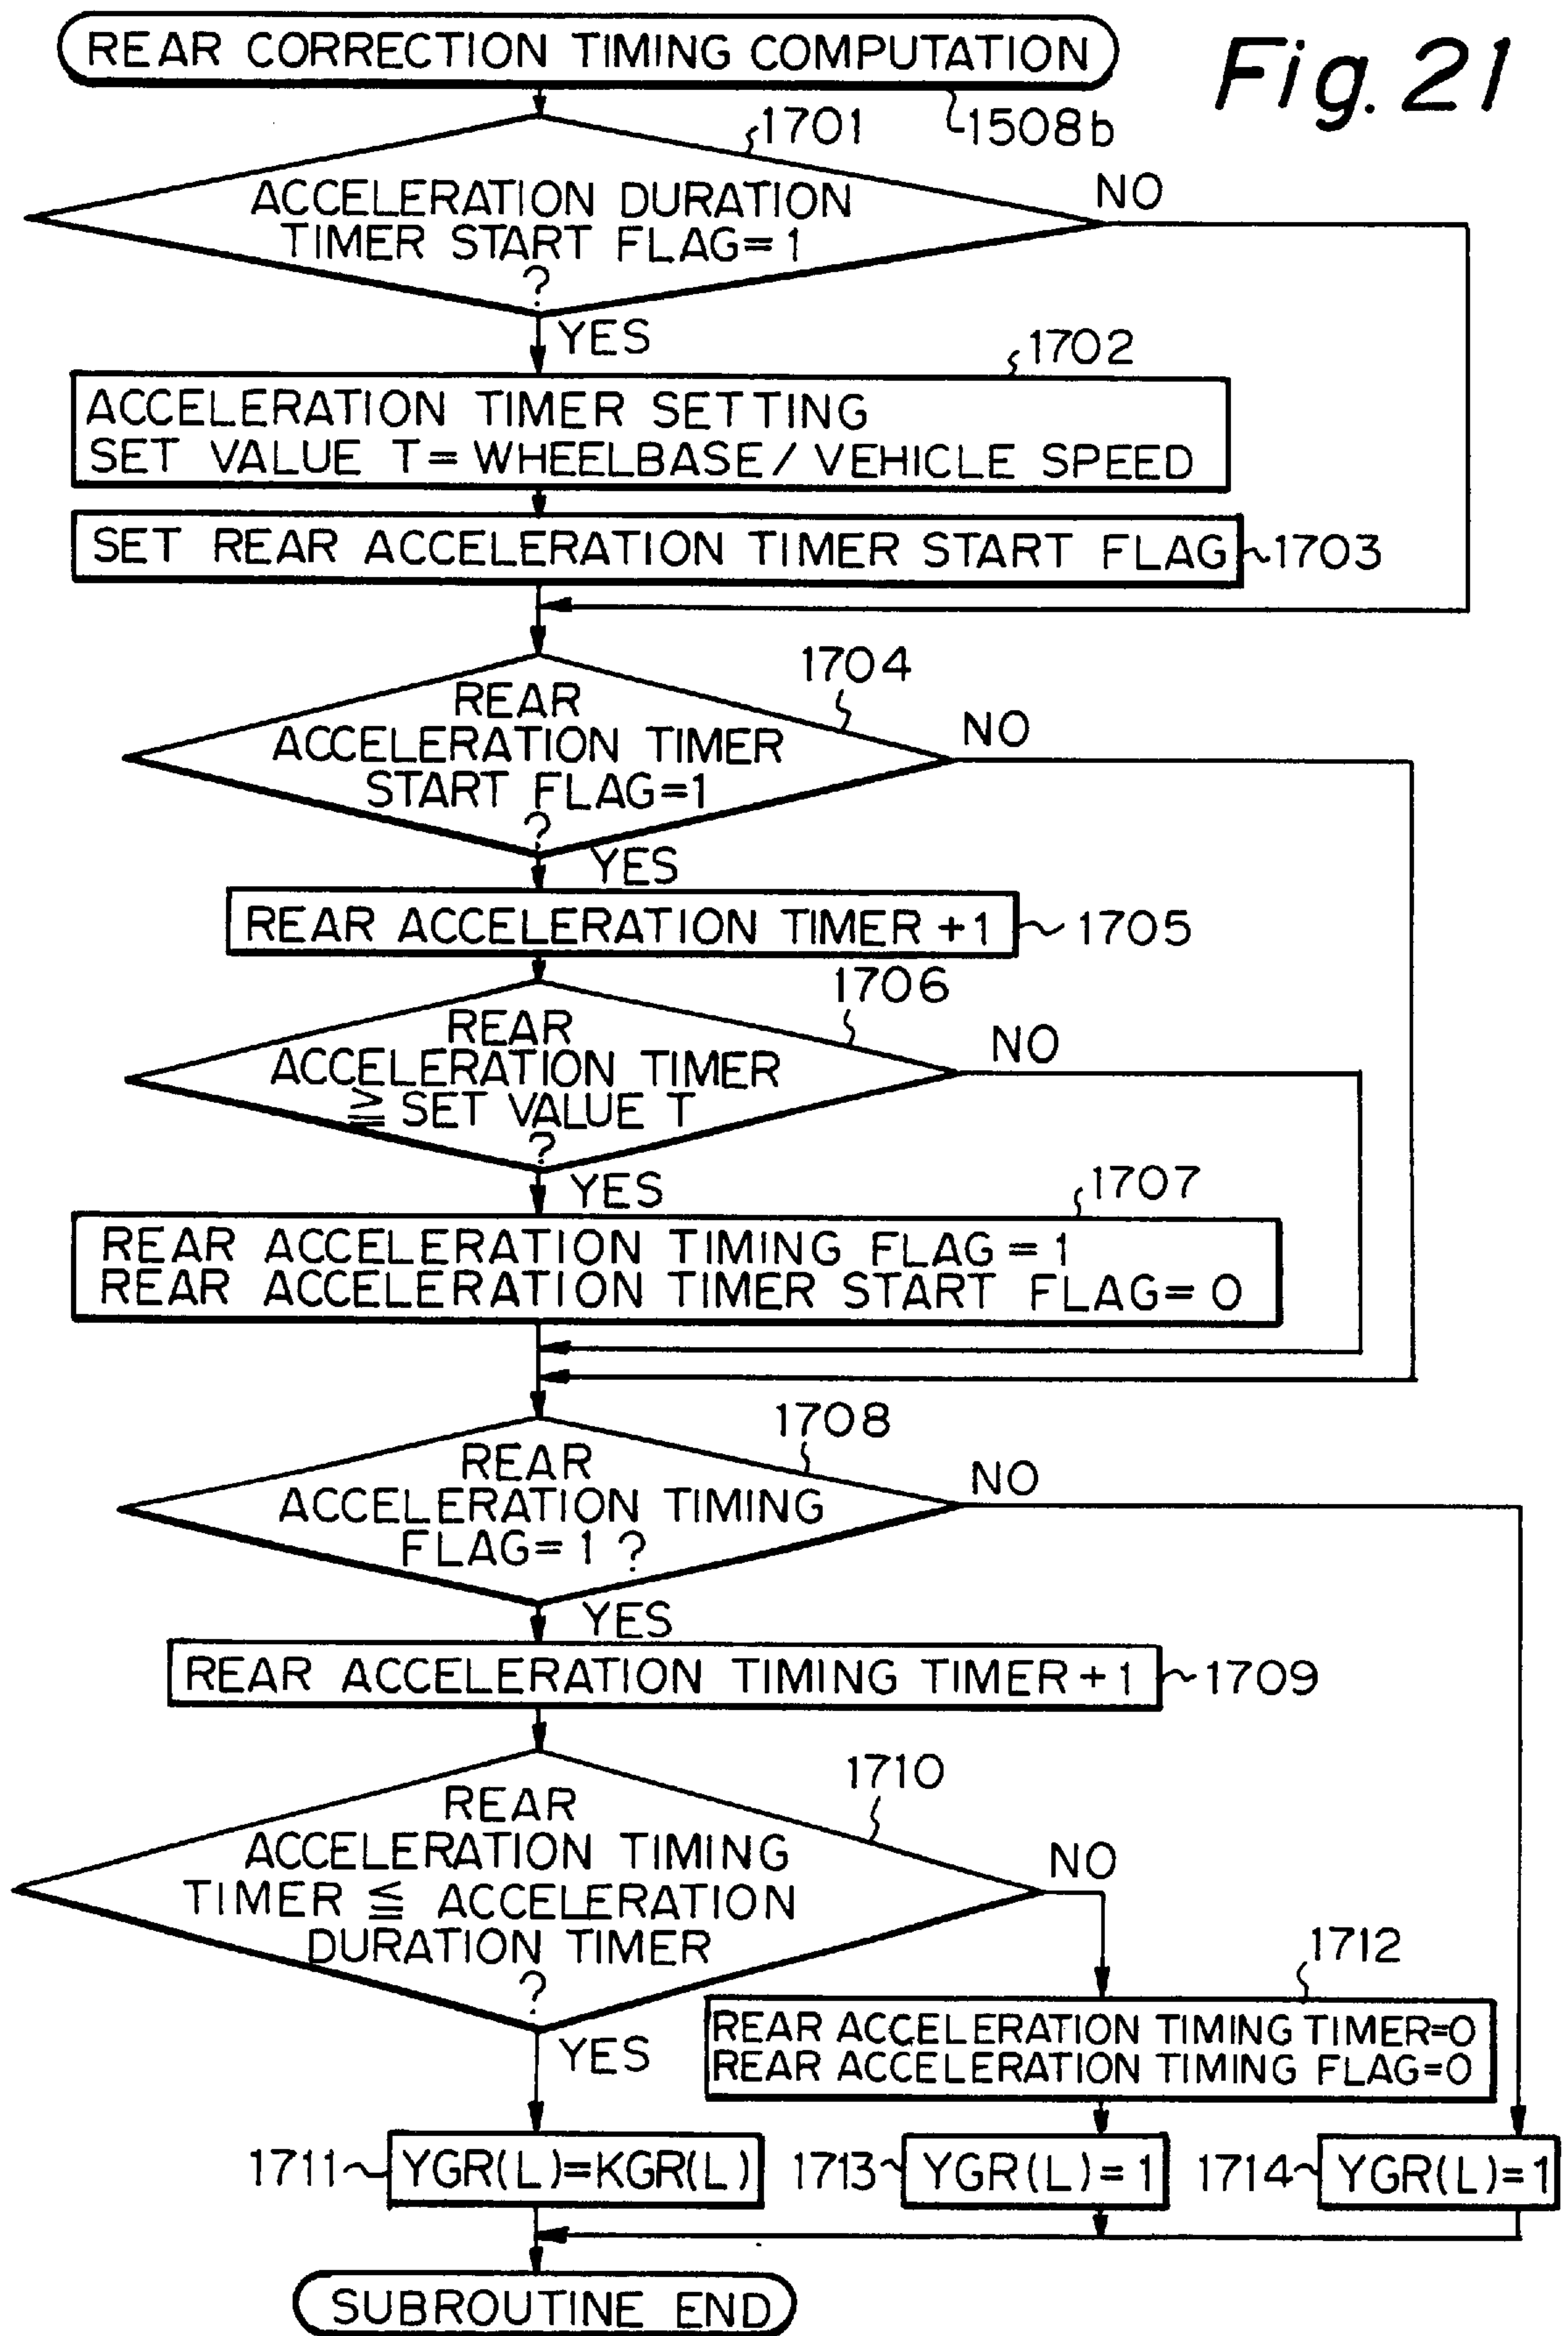 REAR CORRECTION TIMING COMPUTATION
Fig. 21
1508b
1701
ACCELERATION DURATION
TIMER START FLAG=1
?
NO
YES
1702
ACCELERATION TIMER SETTING
SET VALUE T=WHEELBASE/VEHICLE SPEED
SET REAR ACCELERATION TIMER START FLAG
1703
1704
REAR
ACCELERATION TIMER
START FLAG=1
?
NO
YES
REAR ACCELERATION TIMER +1
1705
1706
REAR
ACCELERATION TIMER
≧ SET VALUE T
?
NO
YES
1707
REAR ACCELERATION TIMING FLAG = 1
REAR ACCELERATION TIMER START FLAG= 0
1708
REAR
ACCELERATION TIMING
FLAG=1 ?
NO
YES
REAR ACCELERATION TIMING TIMER+1
1709
1710
REAR
ACCELERATION TIMING
TIMER ≦ ACCELERATION
DURATION TIMER
?
NO
YES
1712
REAR ACCELERATION TIMING TIMER=0
REAR ACCELERATION TIMING FLAG=0
1711
YGR(L)=KGR(L)
1713
YGR(L)=1
1714
YGR(L)=1
SUBROUTINE END